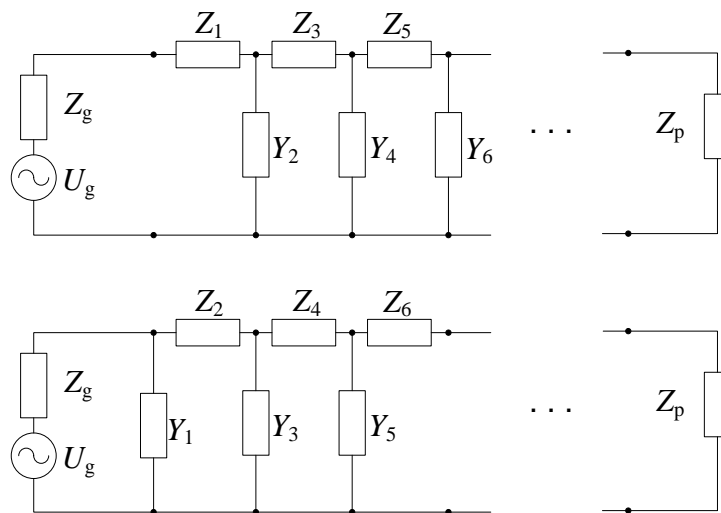 Z1 Z3 Z5
Zg
Ug
Y2 Y4 Y6
. . .
Zp
Z2 Z4 Z6
Zg
Ug
Y1 Y3 Y5
. . .
Zp